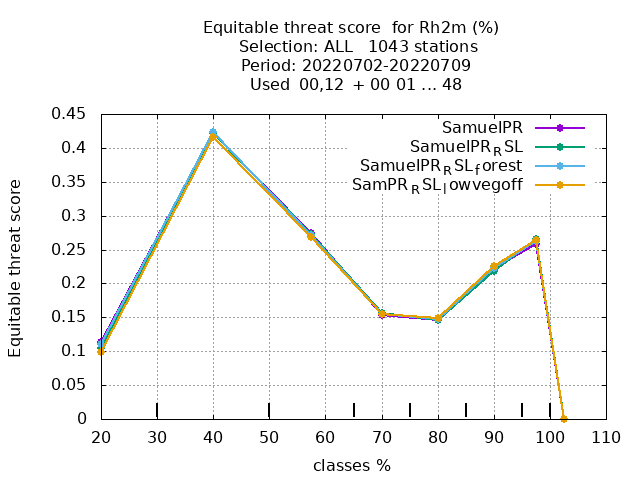 Equitable threat score  for Rh2m (%)
Selection: ALL   1043 stations
Period: 20220702-20220709
Used  00,12  + 00 01 ... 48
SamuelPR
SamuelPR_RSL
SamuelPR_RSL_forest
SamPR_RSL_lowvegoff
Equitable threat score
0.45
0.4
0.35
0.3
0.25
0.2
0.15
0.1
0.05
0
20 30 40 50 60 70 80 90 100 110
classes %